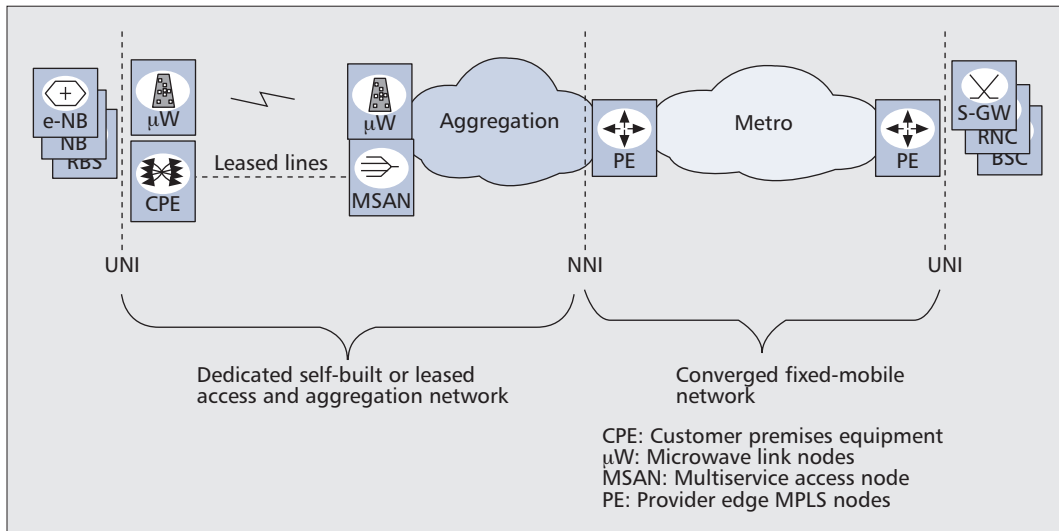 e-NB
NB
RBS
μW
CPE
Leased lines
μW
MSAN
Aggregation
PE
Metro
PE
S-GW
RNC
BSC
UNI
NNI
UNI
Dedicated self-built or leased
access and aggregation network
Converged fixed-mobile
network
CPE: Customer premises equipment
μW: Microwave link nodes
MSAN: Multiservice access node
PE: Provider edge MPLS nodes